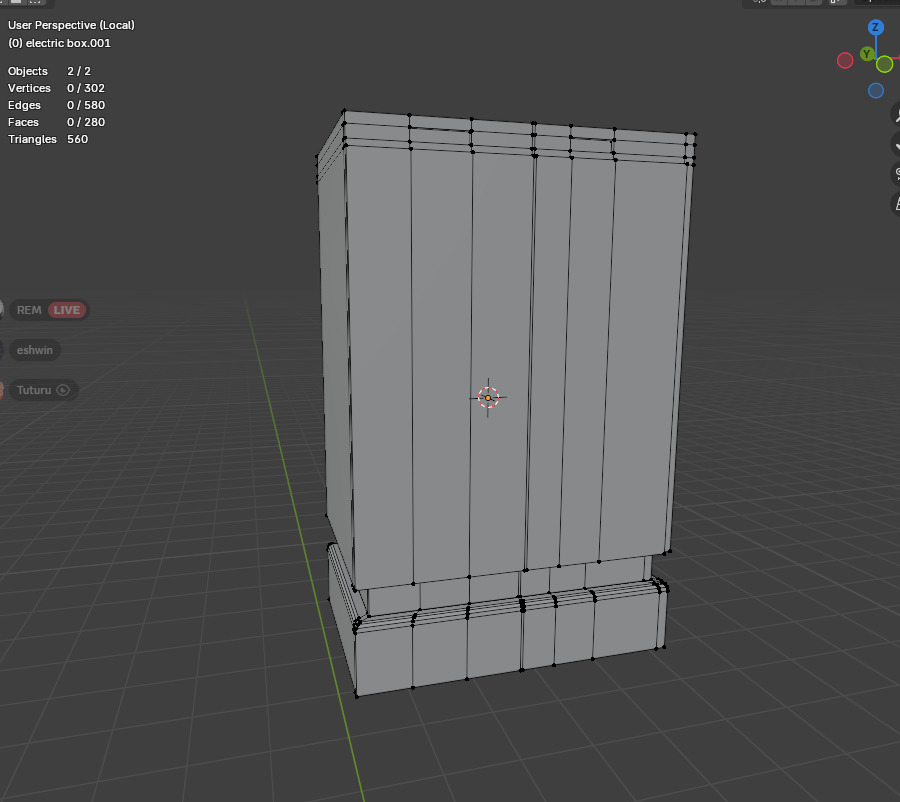 User Perspective (Local)
(0) electric box.001
Objects 2 / 2
Vertices 0 / 302
Edges 0 / 580
Faces 0 / 280
Triangles 560
Z
Y
REM LIVE
eshwin
Tuturu